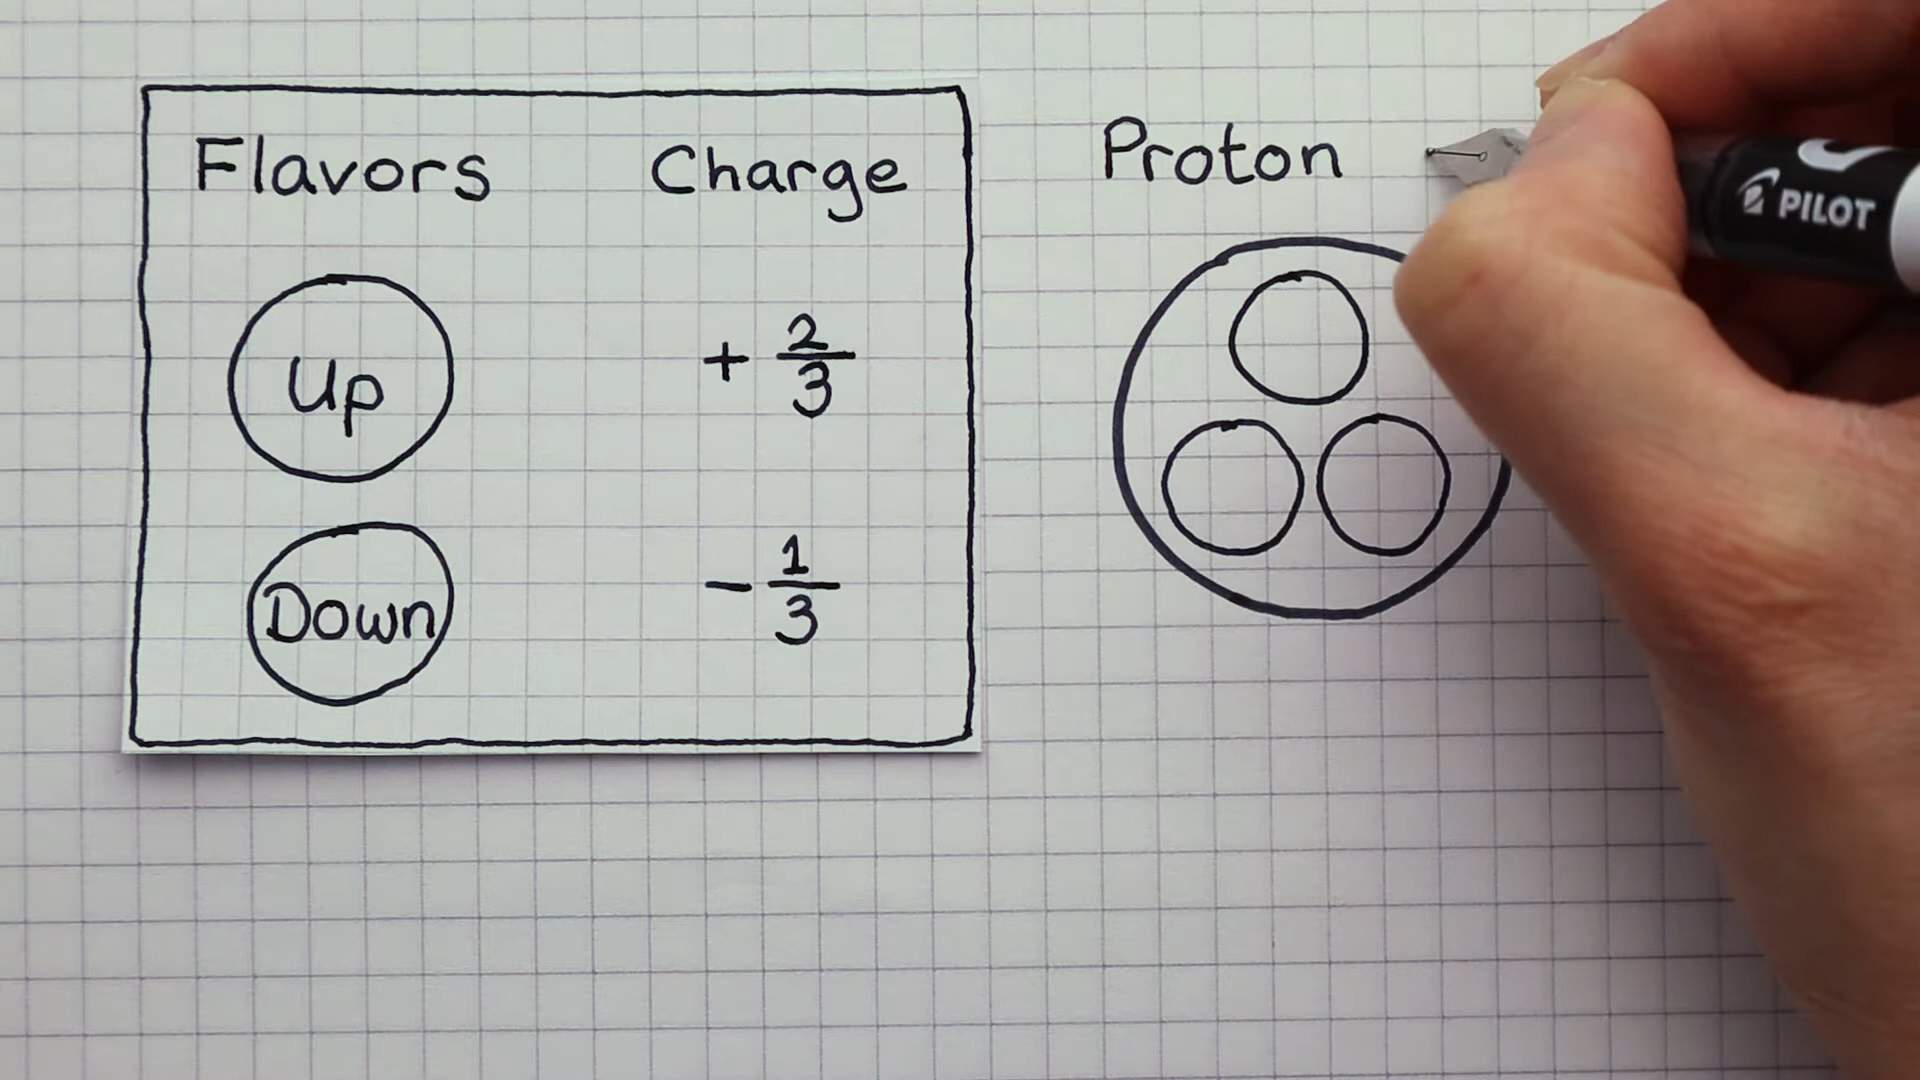 Flavors Charge
Up + 2/3
Down - 1/3
Proton
PILOT